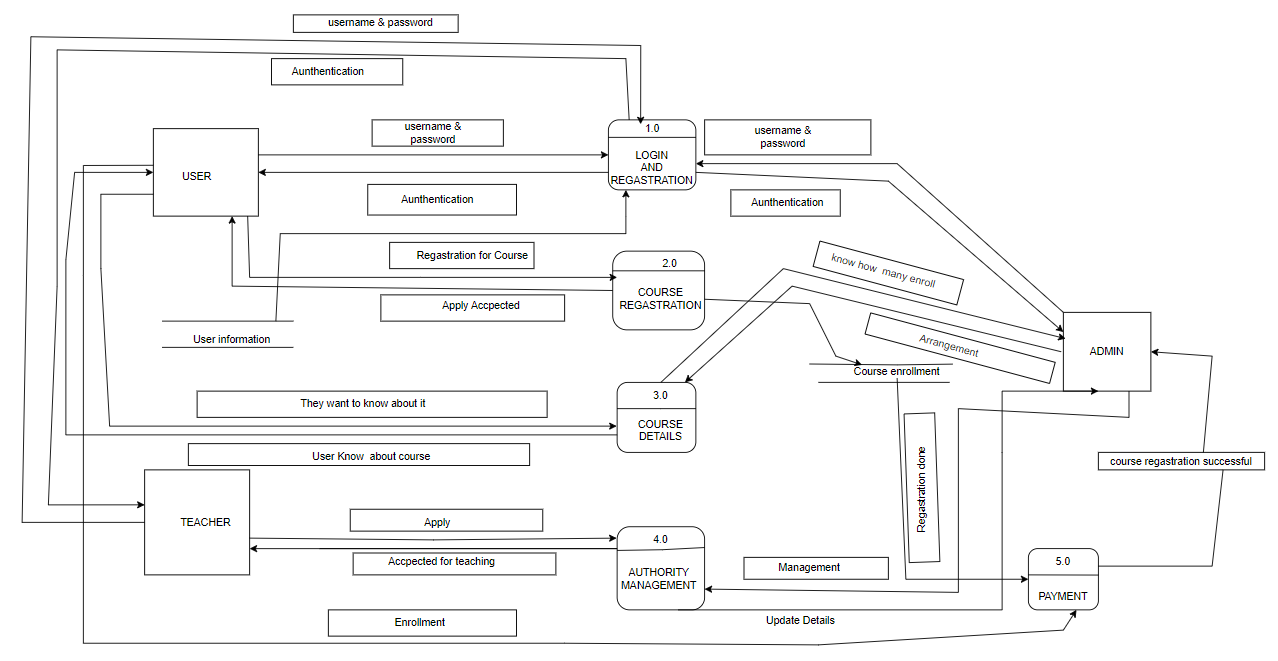 username & password
Aunthentication
username &
password
1.0
LOGIN
AND
REGASTRATION
username &
password
USER
Aunthentication
Aunthentication
Regastration for Course
2.0
COURSE
REGASTRATION
know how  many enroll
Apply Accpected
User information
Arrangement
ADMIN
Course enrollment
They want to know about it
3.0
COURSE
DETAILS
User Know  about course
course regastration successful
Regastration done
TEACHER
Apply
4.0
AUTHORITY
MANAGEMENT
Accpected for teaching
Management
5.0
PAYMENT
Enrollment
Update Details